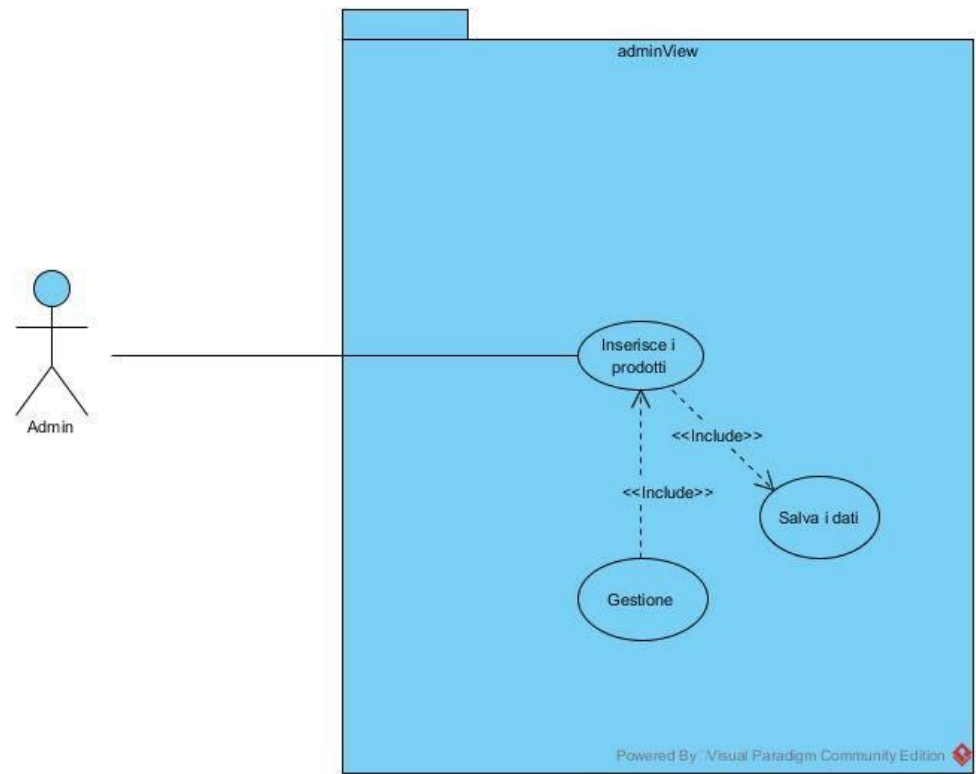 adminView
Inserisce i
prodotti
Admin
<<Include>>
<<Include>>
Salva i dati
Gestione
Powered By Visual Paradigm Community Edition